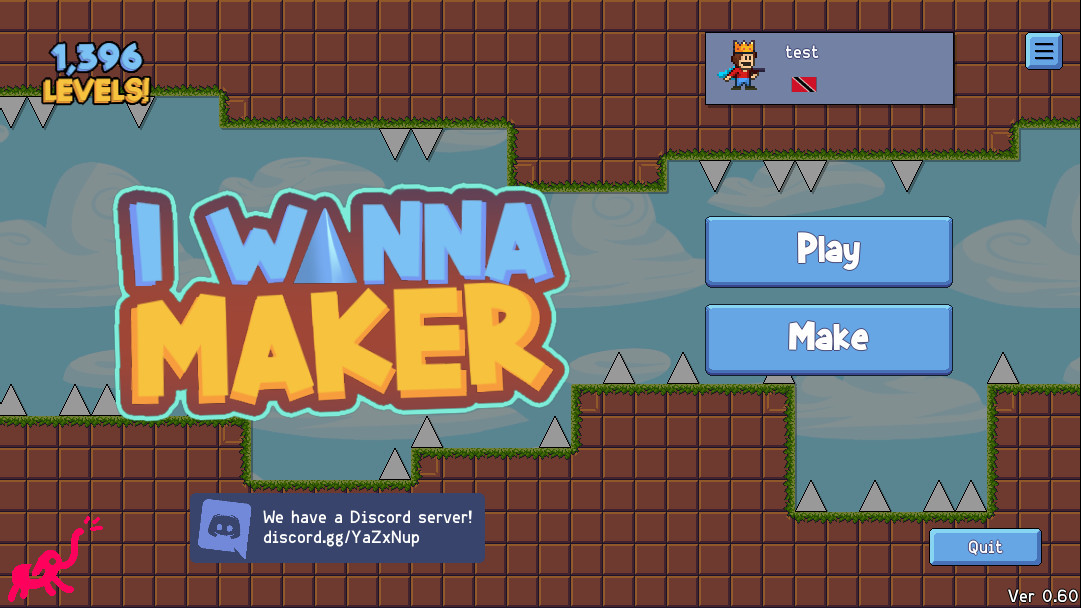 1,396
LEVELS!
test
I WANNA
MAKER
Play
Make
We have a Discord server!
discord.gg/YaZxNup
Quit
Ver 0.60